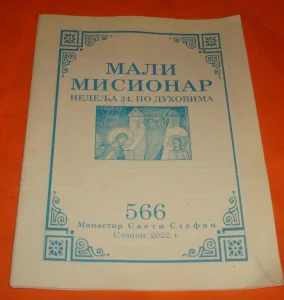 МАЛИ
МИСИОНАР
НЕДЕЉА 24. ПО ДУХОВИМА
566
Манастир Свети Стефан
Сланци, 2022. г.